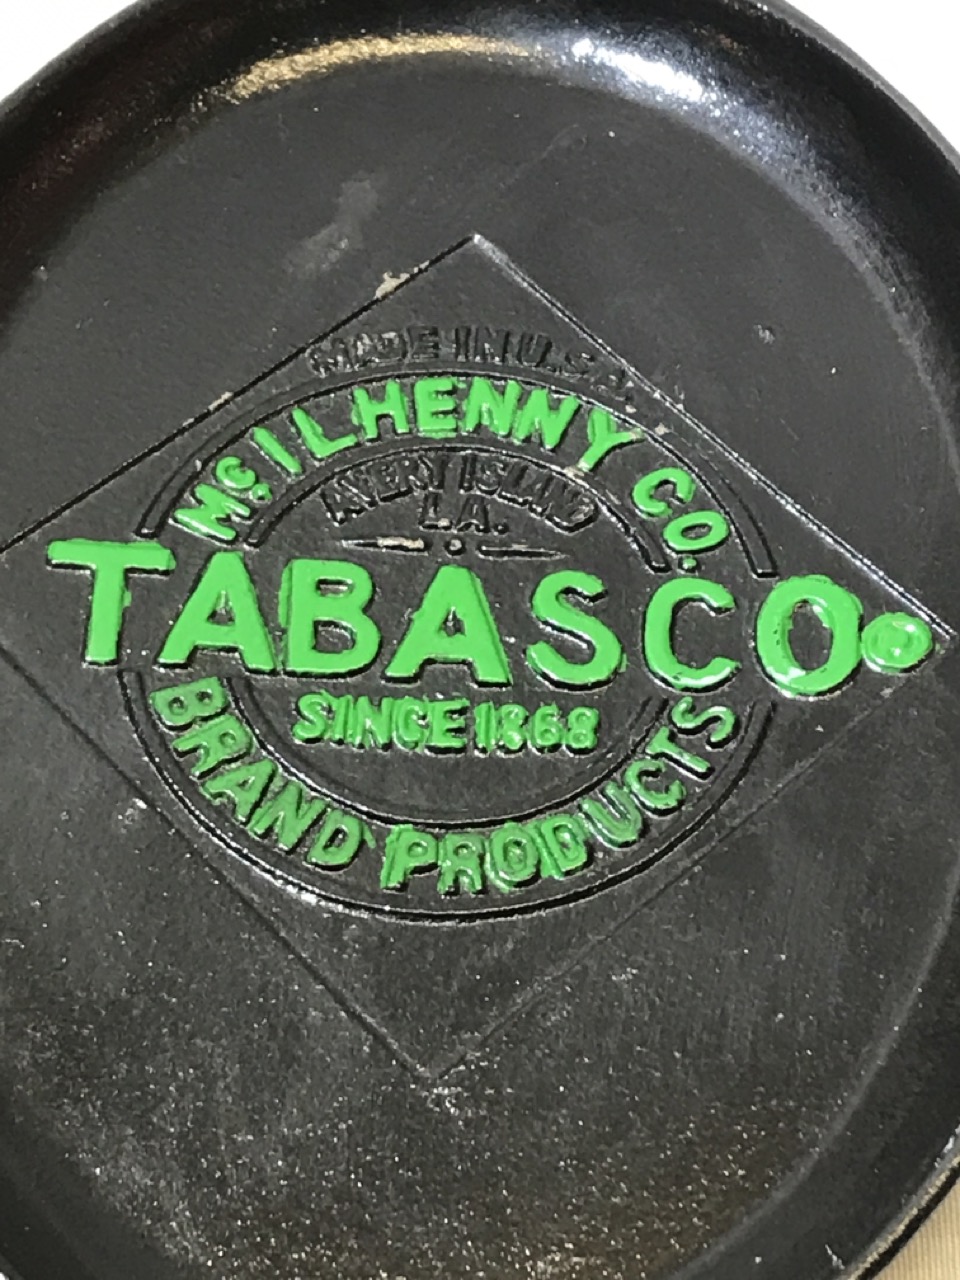 MADE IN U.S.A.
McILHENNY CO.
AVERY ISLAND
LA.
TABASCO®
SINCE 1868
BRAND PRODUCTS